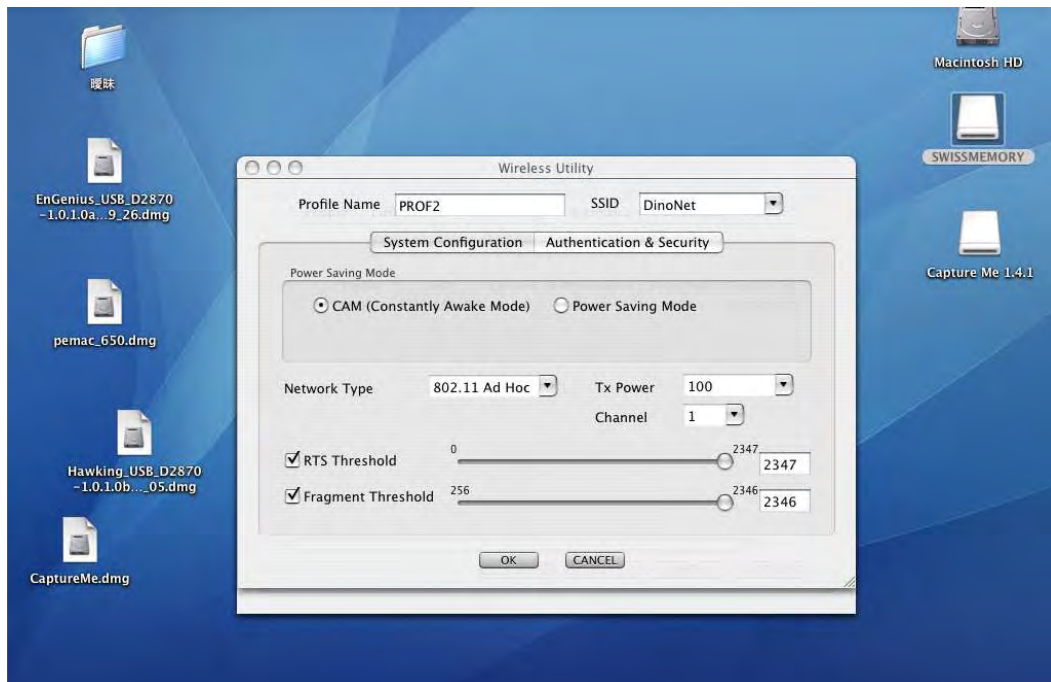 曖昧
EnGenius_USB_D2870
-1.0.1.0a...9_26.dmg
pemac_650.dmg
Hawking_USB_D2870
-1.0.1.0b..._05.dmg
CaptureMe.dmg
Macintosh HD
SWISSMEMORY
Capture Me 1.4.1
Wireless Utility
Profile Name PROF2 SSID DinoNet
System Configuration Authentication & Security
Power Saving Mode
CAM (Constantly Awake Mode) Power Saving Mode
Network Type 802.11 Ad Hoc Tx Power 100
Channel 1
RTS Threshold 0 2347 2347
Fragment Threshold 256 2346 2346
OK CANCEL